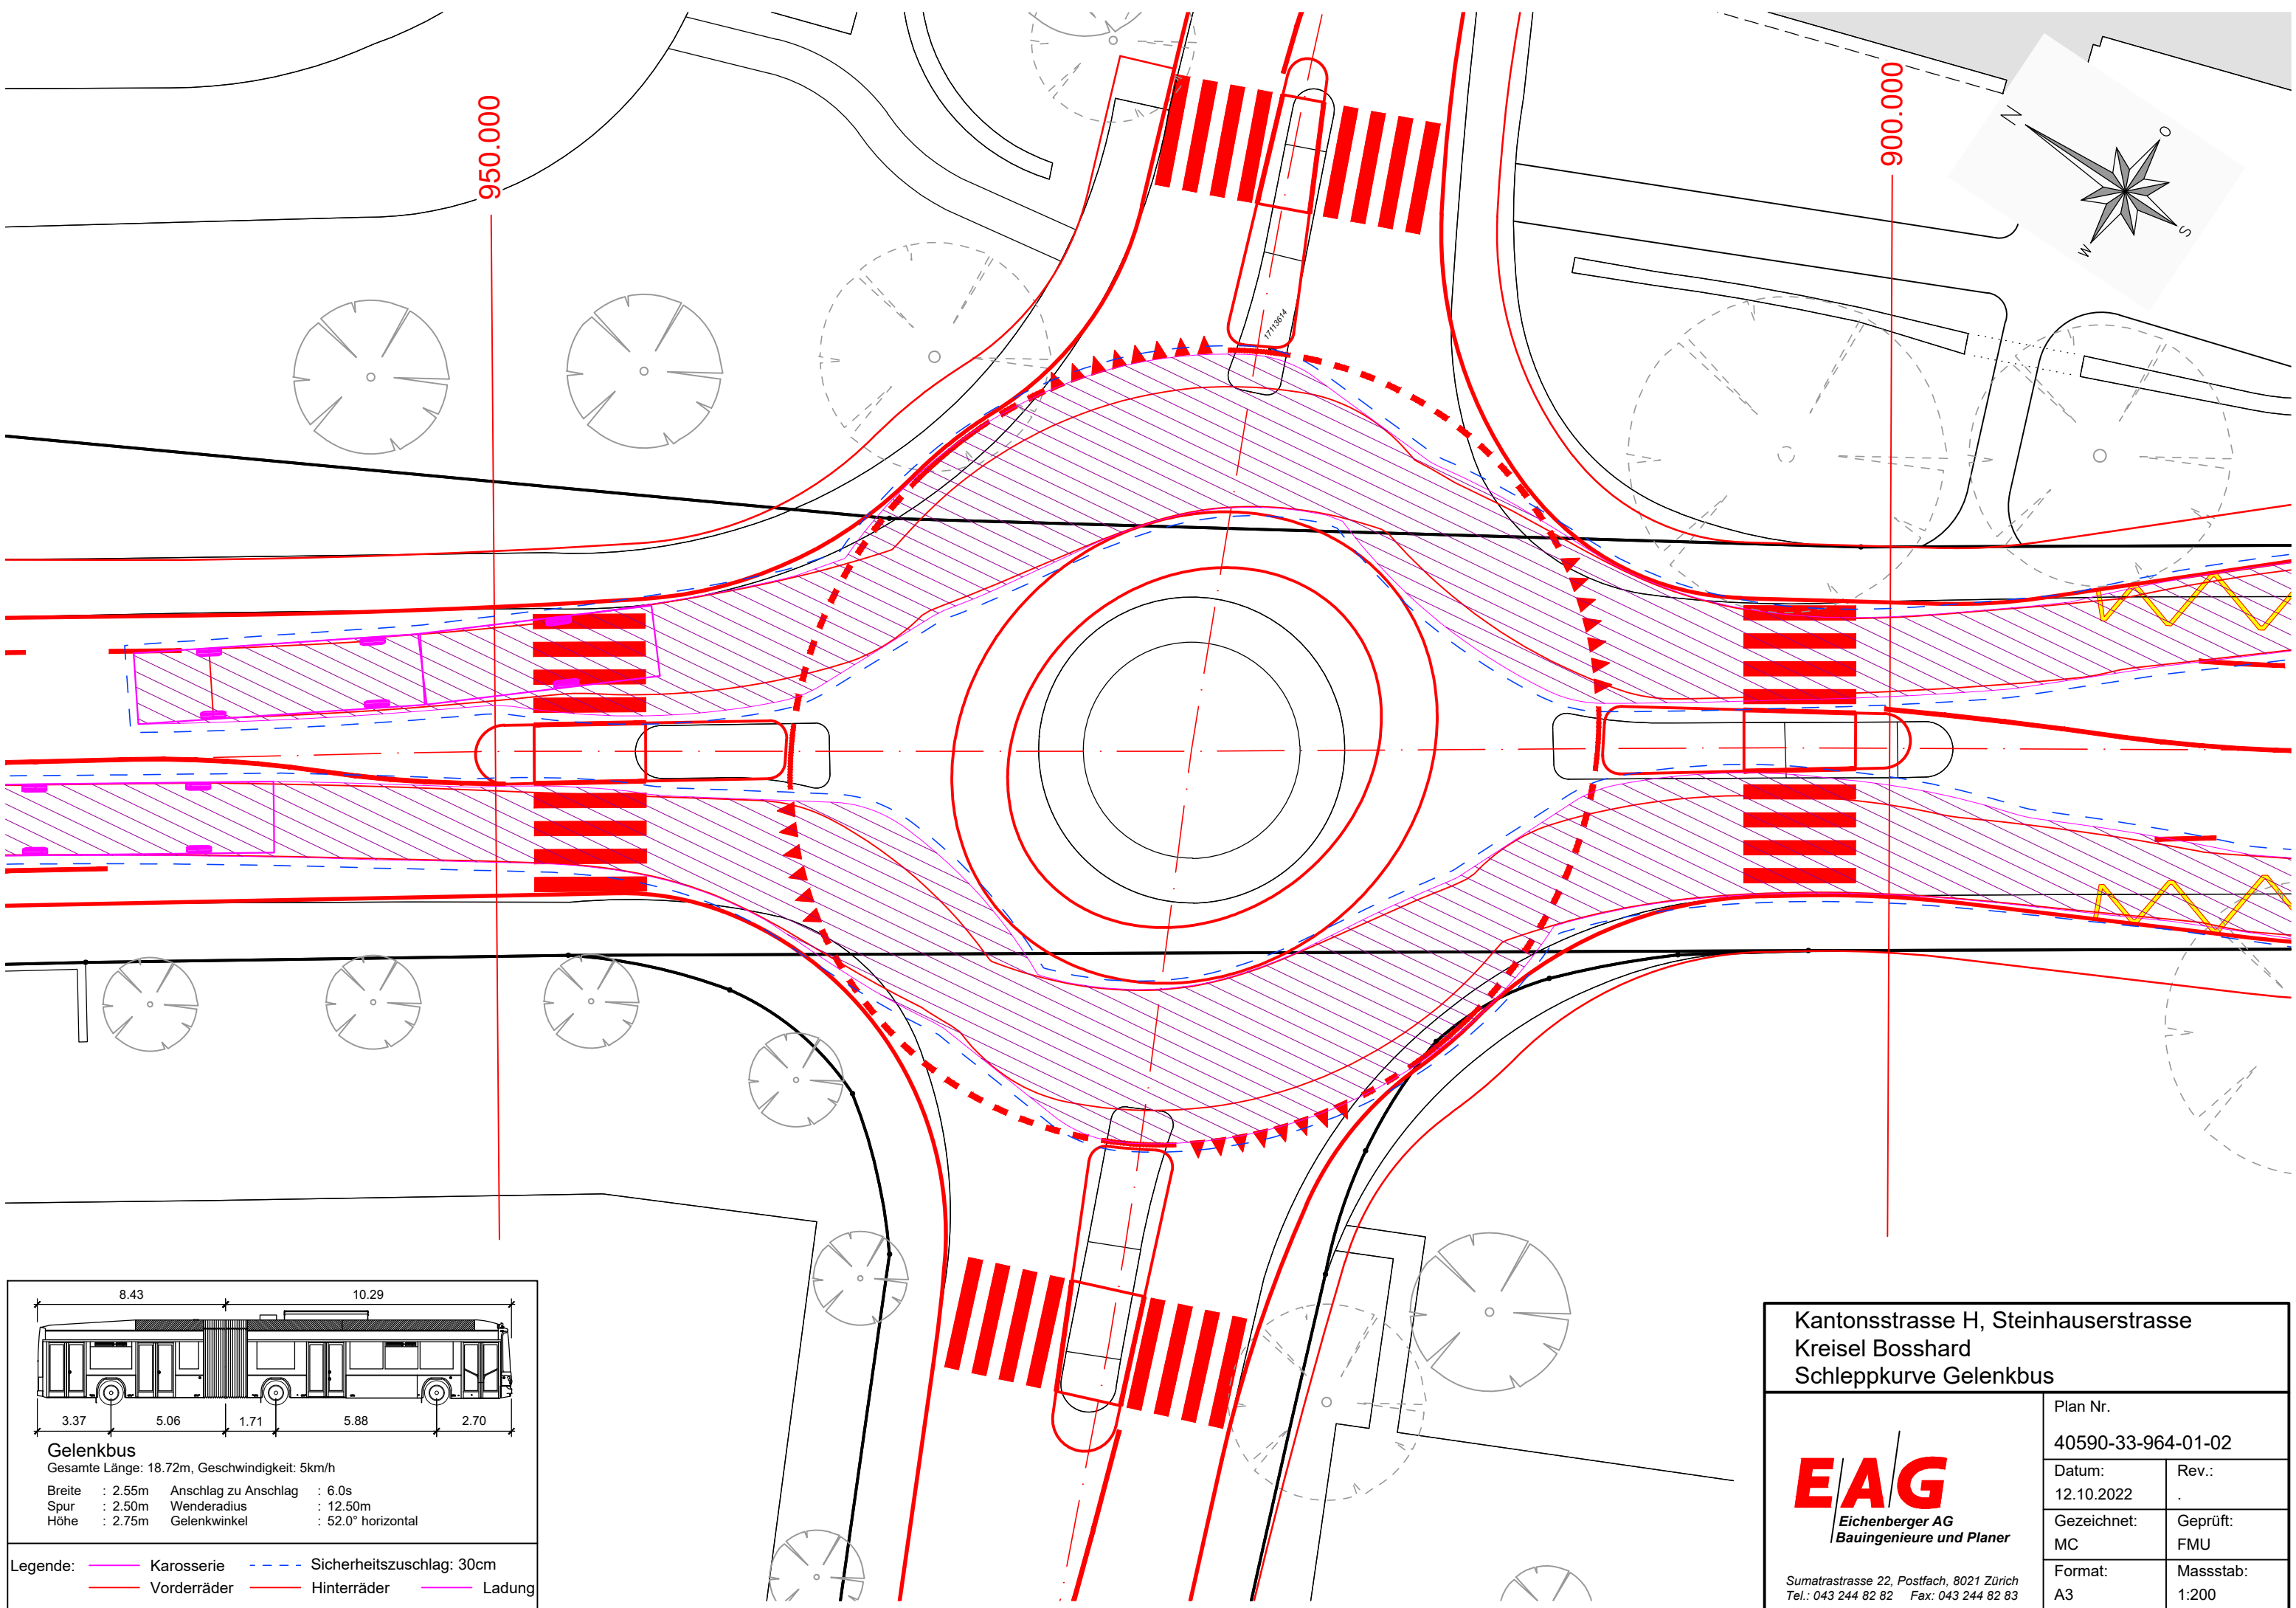 950.000
900.000
N
O
S
W
17113614
8.43 10.29
3.37 5.06 1.71 5.88 2.70
Gelenkbus
Gesamte Länge: 18.72m, Geschwindigkeit: 5km/h
Breite : 2.55m Anschlag zu Anschlag : 6.0s
Spur : 2.50m Wenderadius : 12.50m
Höhe : 2.75m Gelenkwinkel : 52.0° horizontal
Legende: Karosserie Sicherheitszuschlag: 30cm
Vorderräder Hinterräder Ladung
Kantonsstrasse H, Steinhauserstrasse
Kreisel Bosshard
Schleppkurve Gelenkbus
EAG
Eichenberger AG
Bauingenieure und Planer
Sumatrastrasse 22, Postfach, 8021 Zürich
Tel.: 043 244 82 82 Fax: 043 244 82 83
Plan Nr.
40590-33-964-01-02
Datum: Rev.:
12.10.2022 .
Gezeichnet: Geprüft:
MC FMU
Format: Massstab:
A3 1:200